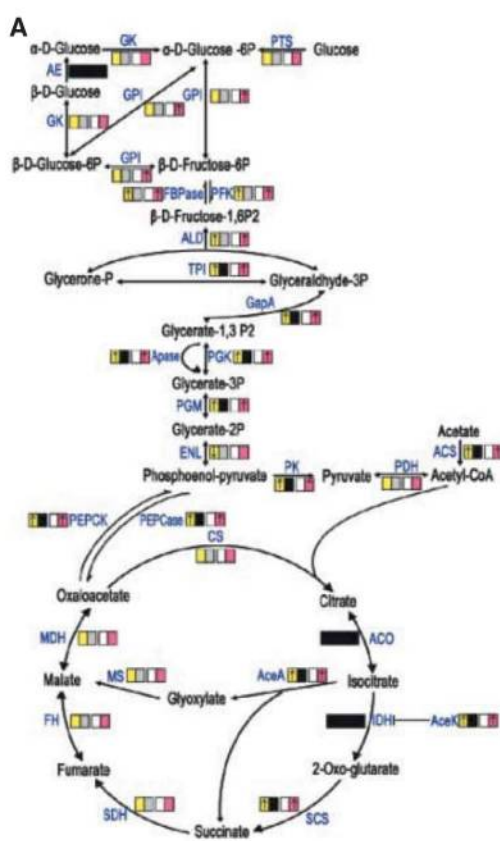 A
GK
PTS
α-D-Glucose
α-D-Glucose -6P
Glucose
AE
β-D-Glucose
GPI
GPI
GK
GPI
β-D-Glucose-6P
β-D-Fructose-6P
FBPase
PFK
β-D-Fructose-1,6P2
ALD
TPI
Glycerone-P
Glyceraldhyde-3P
GapA
Glycerate-1,3 P2
Apase
PGK
Glycerate-3P
PGM
Glycerate-2P
Acetate
ENL
ACS
PK
PDH
Phosphoenol-pyruvate
Pyruvate
Acetyl-CoA
PEPCK
PEPCase
CS
Oxaloacetate
Citrate
MDH
ACO
MS
AceA
Malate
Isocitrate
Glyoxylate
FH
IDH
AceK
Fumarate
2-Oxo-glutarate
SDH
SCS
Succinate